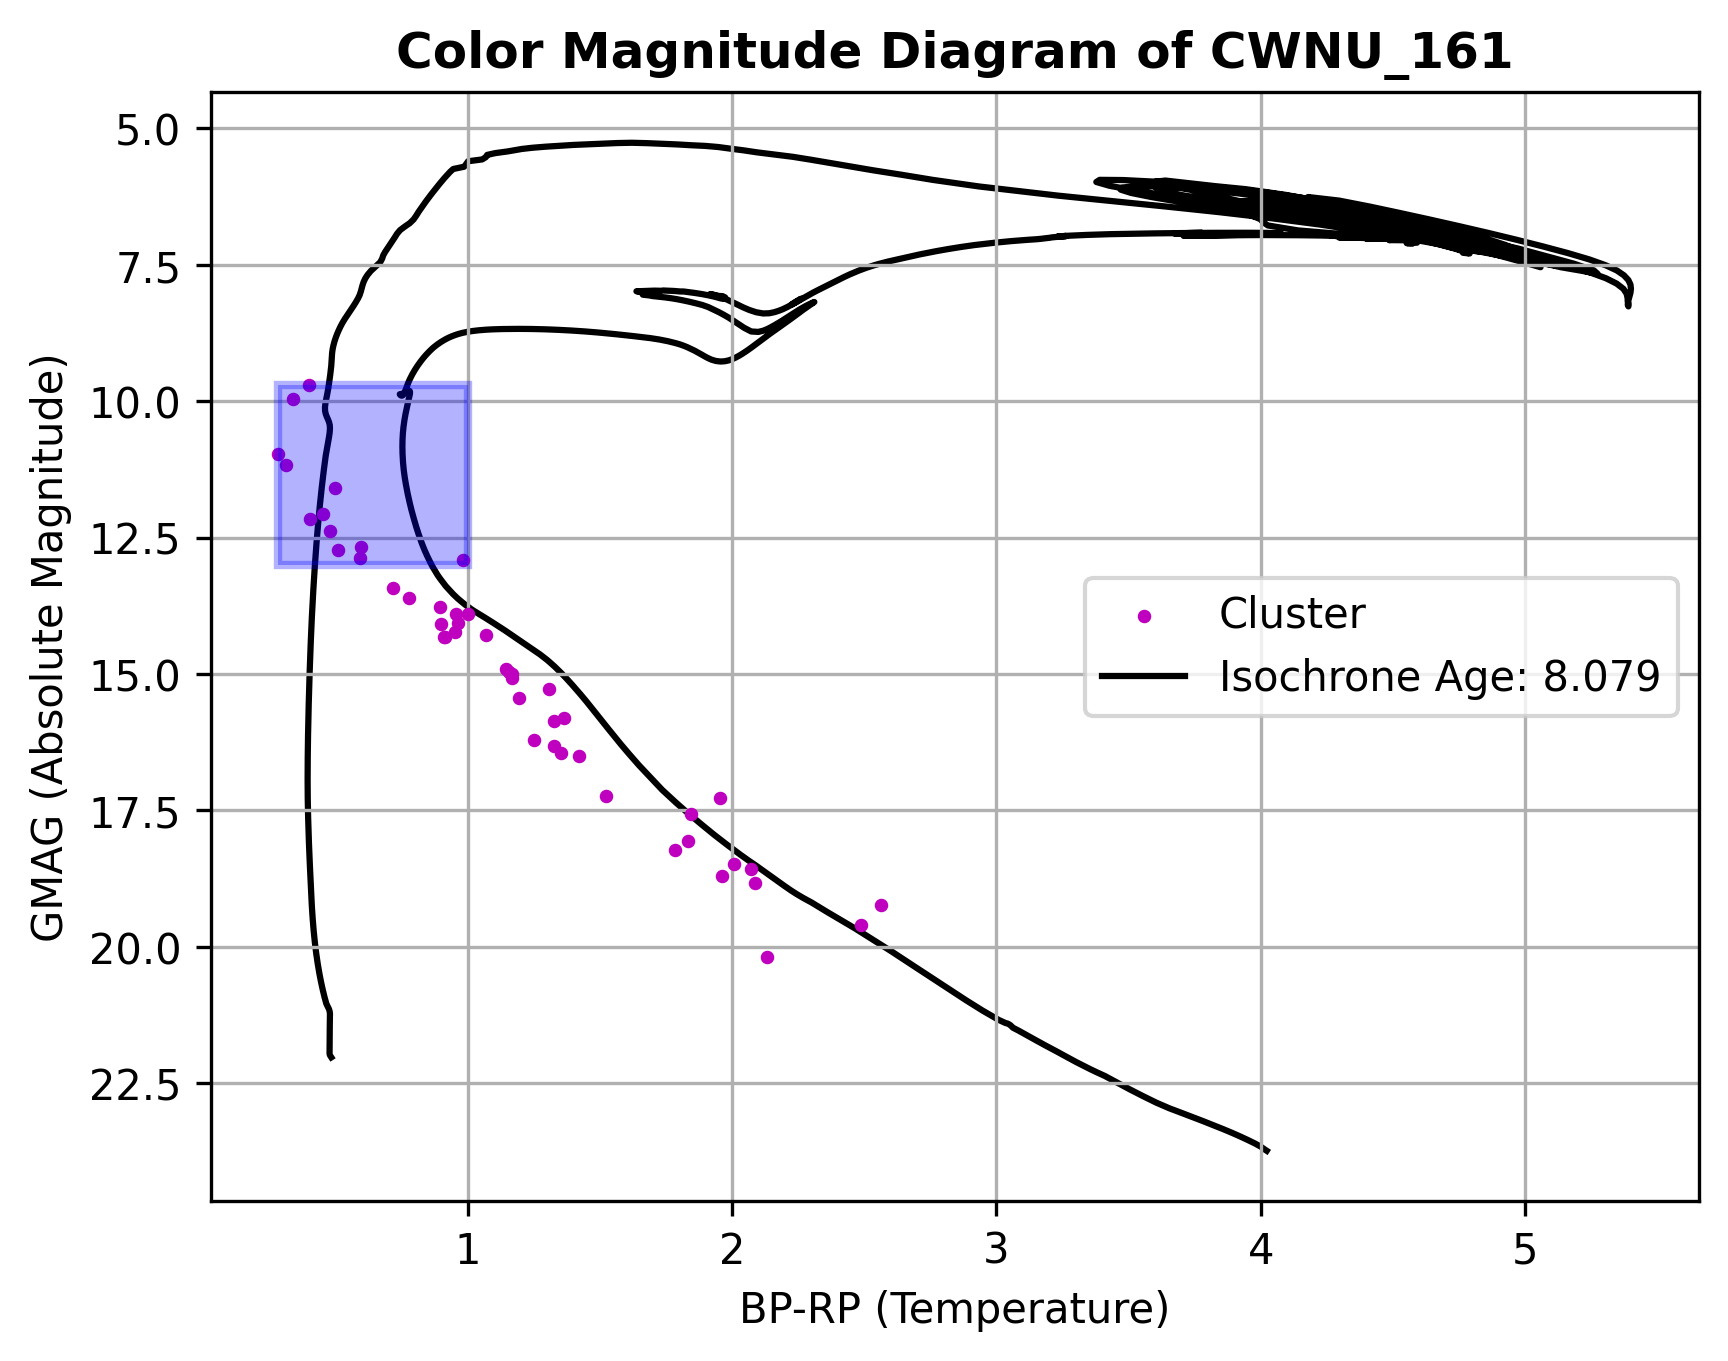 Color Magnitude Diagram of CWNU_161
GMAG (Absolute Magnitude)
5.0
7.5
10.0
12.5
15.0
17.5
20.0
22.5
Cluster
Isochrone Age: 8.079
1
2
3
4
5
BP-RP (Temperature)